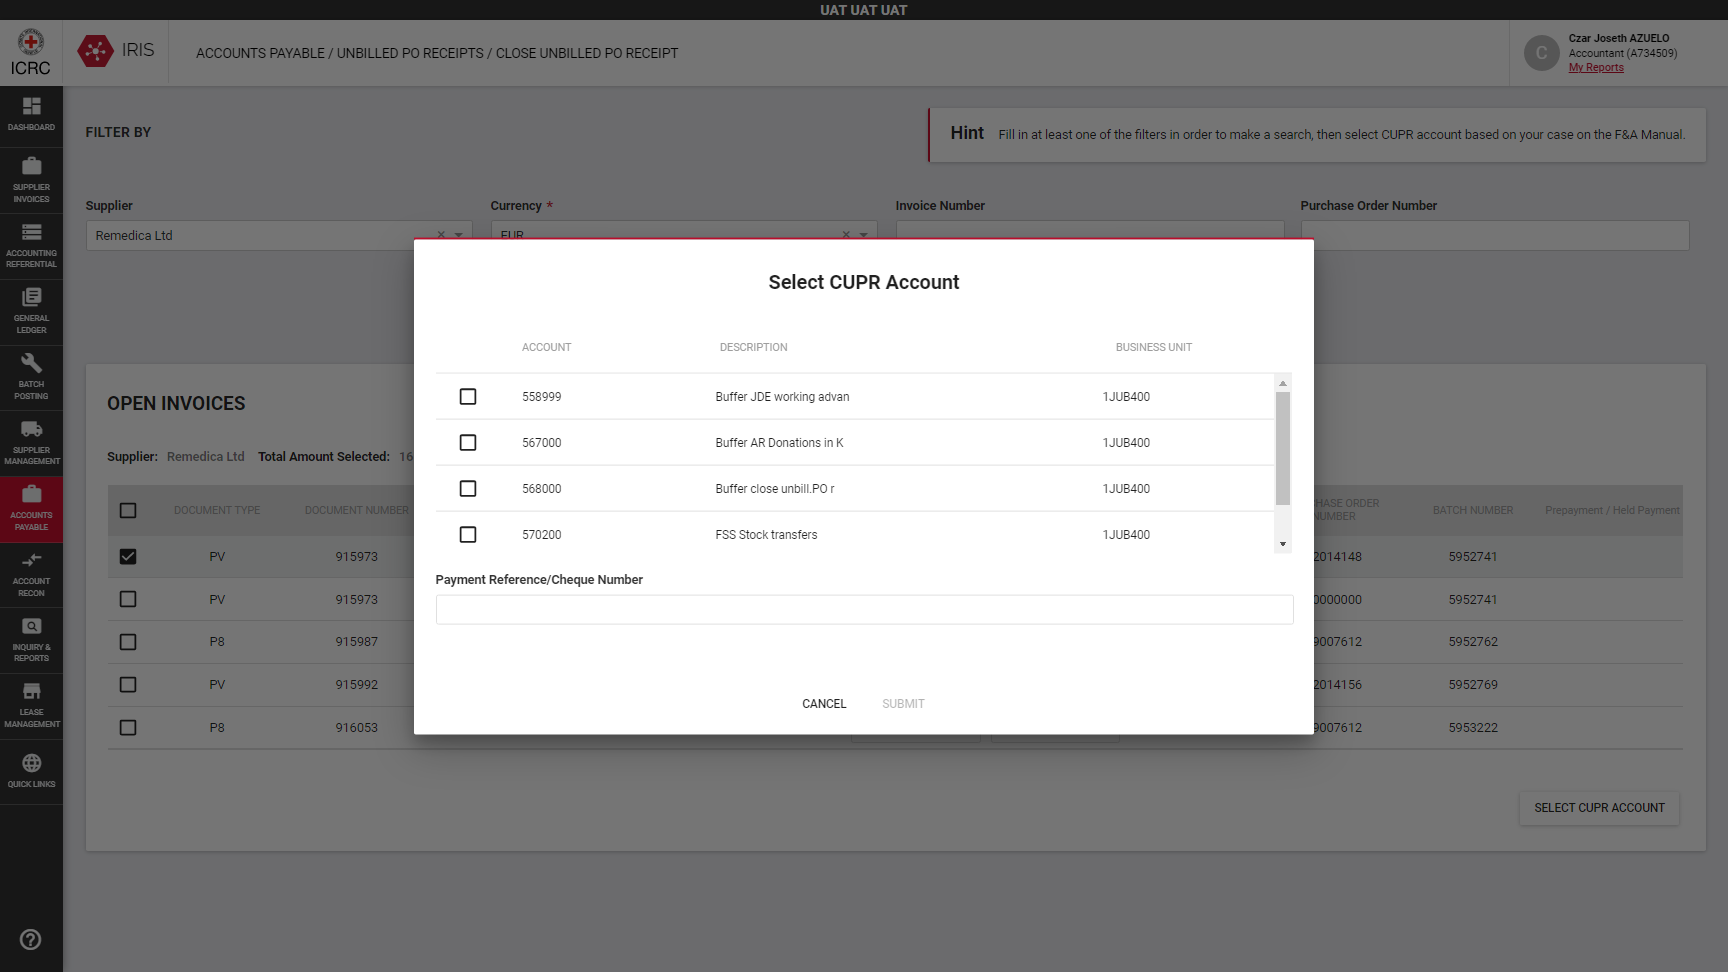 UAT UAT UAT
ICRC
IRIS
ACCOUNTS PAYABLE / UNBILLED PO RECEIPTS / CLOSE UNBILLED PO RECEIPT
C
Czar Joseth AZUELO
Accountant (A734509)
My Reports
DASHBOARD
SUPPLIER
INVOICES
ACCOUNTING
REFERENTIAL
GENERAL
LEDGER
BATCH
POSTING
SUPPLIER
MANAGEMENT
ACCOUNTS
PAYABLE
ACCOUNT
RECON
INQUIRY &
REPORTS
LEASE
MANAGEMENT
QUICK LINKS
FILTER BY
Hint Fill in at least one of the filters in order to make a search, then select CUPR account based on your case on the F&A Manual.
Supplier Currency * Invoice Number Purchase Order Number
Remedica Ltd EUR
Select CUPR Account
ACCOUNT DESCRIPTION BUSINESS UNIT
558999 Buffer JDE working advan 1JUB400
567000 Buffer AR Donations in K 1JUB400
568000 Buffer close unbill.PO r 1JUB400
570200 FSS Stock transfers 1JUB400
Payment Reference/Cheque Number
CANCEL SUBMIT
OPEN INVOICES
Supplier: Remedica Ltd Total Amount Selected: 16
DOCUMENT TYPE DOCUMENT NUMBER HASE ORDER NUMBER BATCH NUMBER Prepayment / Held Payment
PV 915973 2014148 5952741
PV 915973 0000000 5952741
P8 915987 9007612 5952762
PV 915992 2014156 5952769
P8 916053 9007612 5953222
SELECT CUPR ACCOUNT